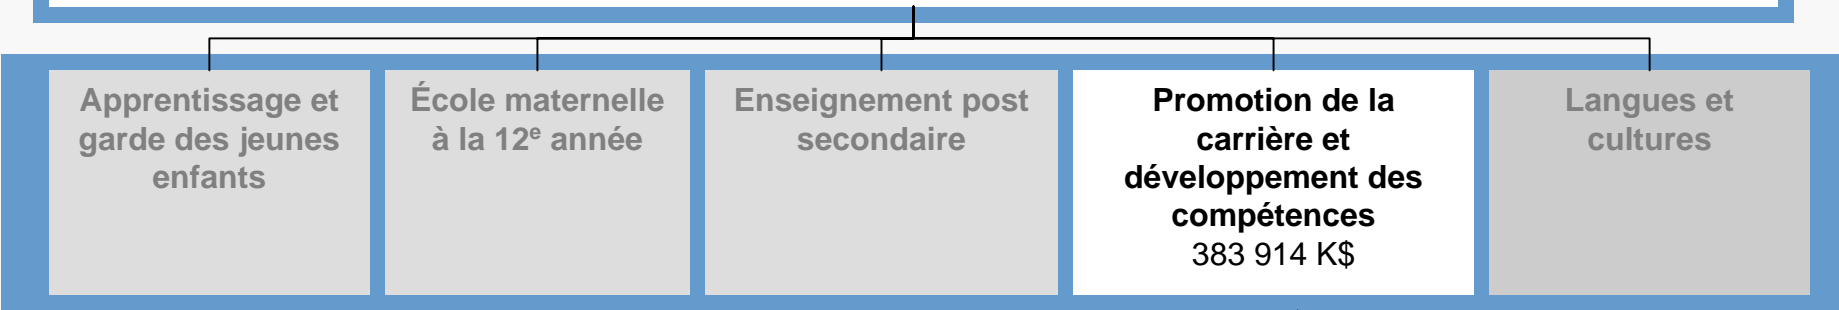 Apprentissage et
garde des jeunes
enfants
École maternelle
à la 12e année
Enseignement post
secondaire
Promotion de la
carrière et
développement des
compétences
383 914 K$
Langues et
cultures